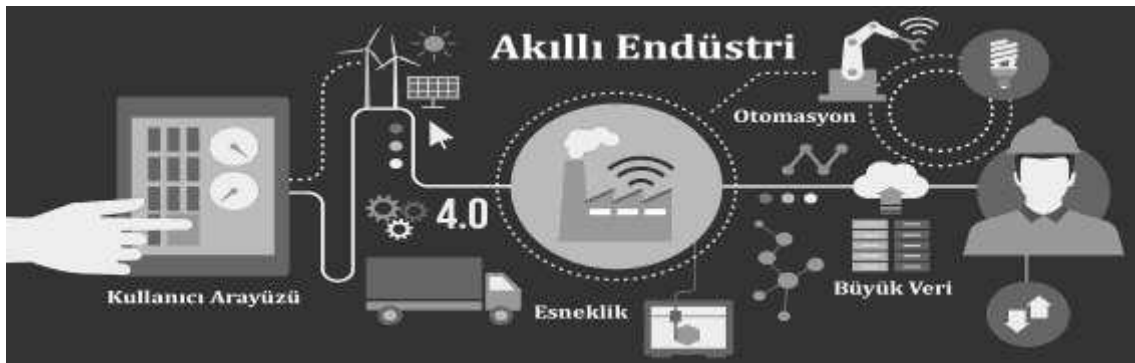 Akıllı Endüstri
Otomasyon
4.0
Kullanıcı Arayüzü
Esneklik
Büyük Veri